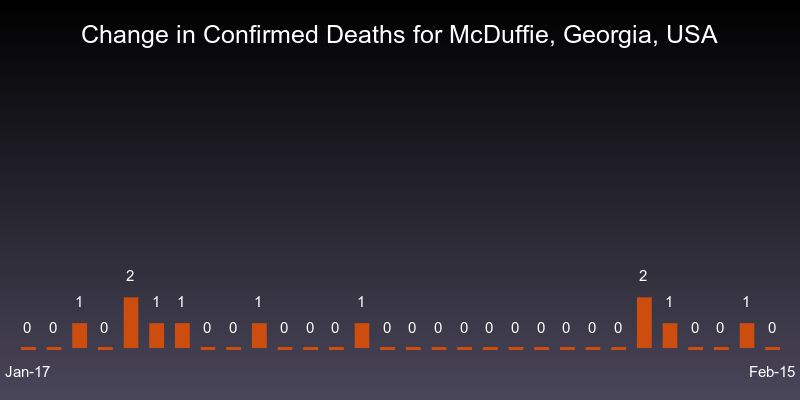 Change in Confirmed Deaths for McDuffie, Georgia, USA
0 0 1 0 2 1 1 0 0 1 0 0 0 1 0 0 0 0 0 0 0 0 0 0 2 1 0 0 1 0
Jan-17 Feb-15